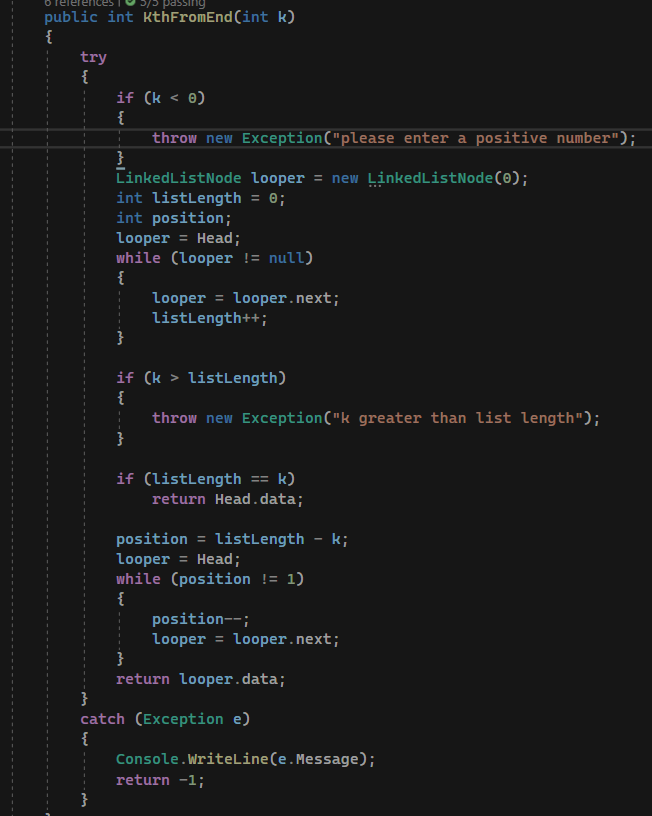 6 references | 5/5 passing
public int KthFromEnd(int k)
{
try
{
if (k < 0)
{
throw new Exception("please enter a positive number");
}
LinkedListNode looper = new LinkedListNode(0);
int listLength = 0;
int position;
looper = Head;
while (looper != null)
{
looper = looper.next;
listLength++;
}
if (k > listLength)
{
throw new Exception("k greater than list length");
}
if (listLength == k)
return Head.data;
position = listLength - k;
looper = Head;
while (position != 1)
{
position--;
looper = looper.next;
}
return looper.data;
}
catch (Exception e)
{
Console.WriteLine(e.Message);
return -1;
}